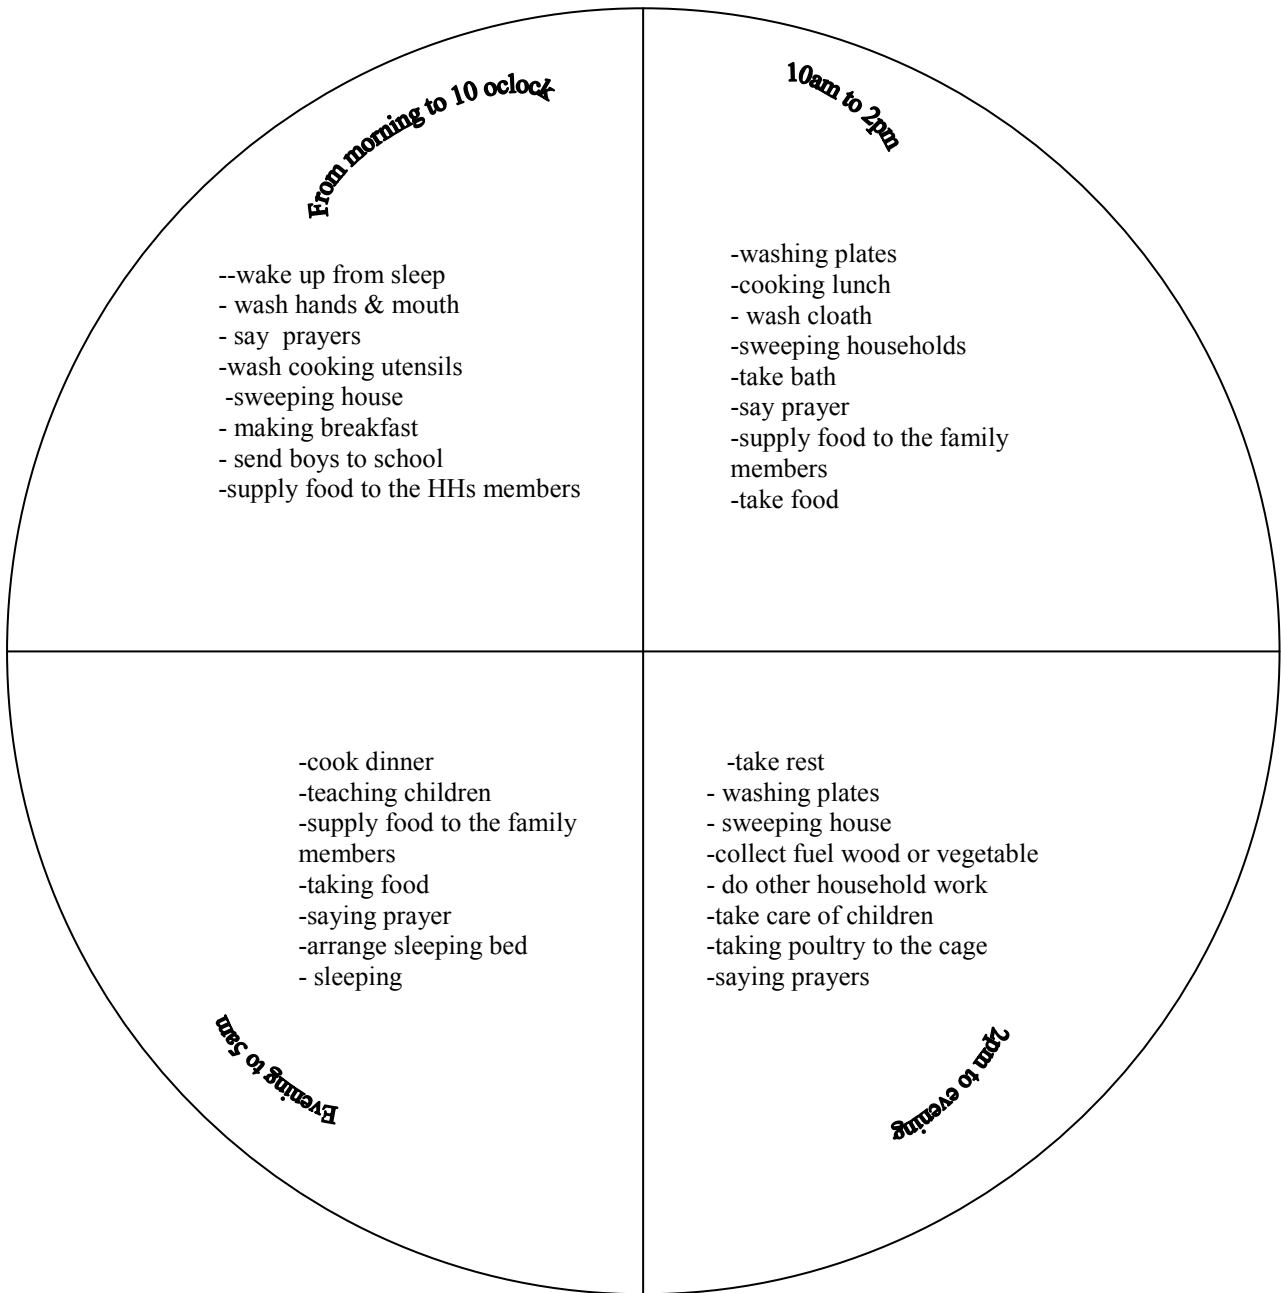 From morning to 10 oclock
--wake up from sleep
- wash hands & mouth
- say  prayers
-wash cooking utensils
-sweeping house
- making breakfast
- send boys to school
-supply food to the HHs members
10am to 2pm
-washing plates
-cooking lunch
- wash cloath
-sweeping households
-take bath
-say prayer
-supply food to the family
members
-take food
-cook dinner
-teaching children
-supply food to the family
members
-taking food
-saying prayer
-arrange sleeping bed
- sleeping
Evening to 5am
-take rest
- washing plates
- sweeping house
-collect fuel wood or vegetable
- do other household work
-take care of children
-taking poultry to the cage
-saying prayers
2pm to evening